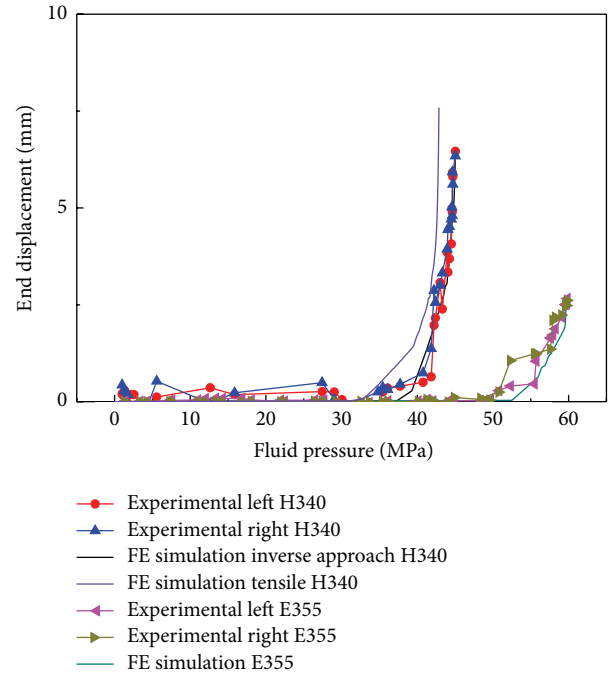 10
5
0
End displacement (mm)
0 10 20 30 40 50 60
Fluid pressure (MPa)
Experimental left H340
Experimental right H340
FE simulation inverse approach H340
FE simulation tensile H340
Experimental left E355
Experimental right E355
FE simulation E355